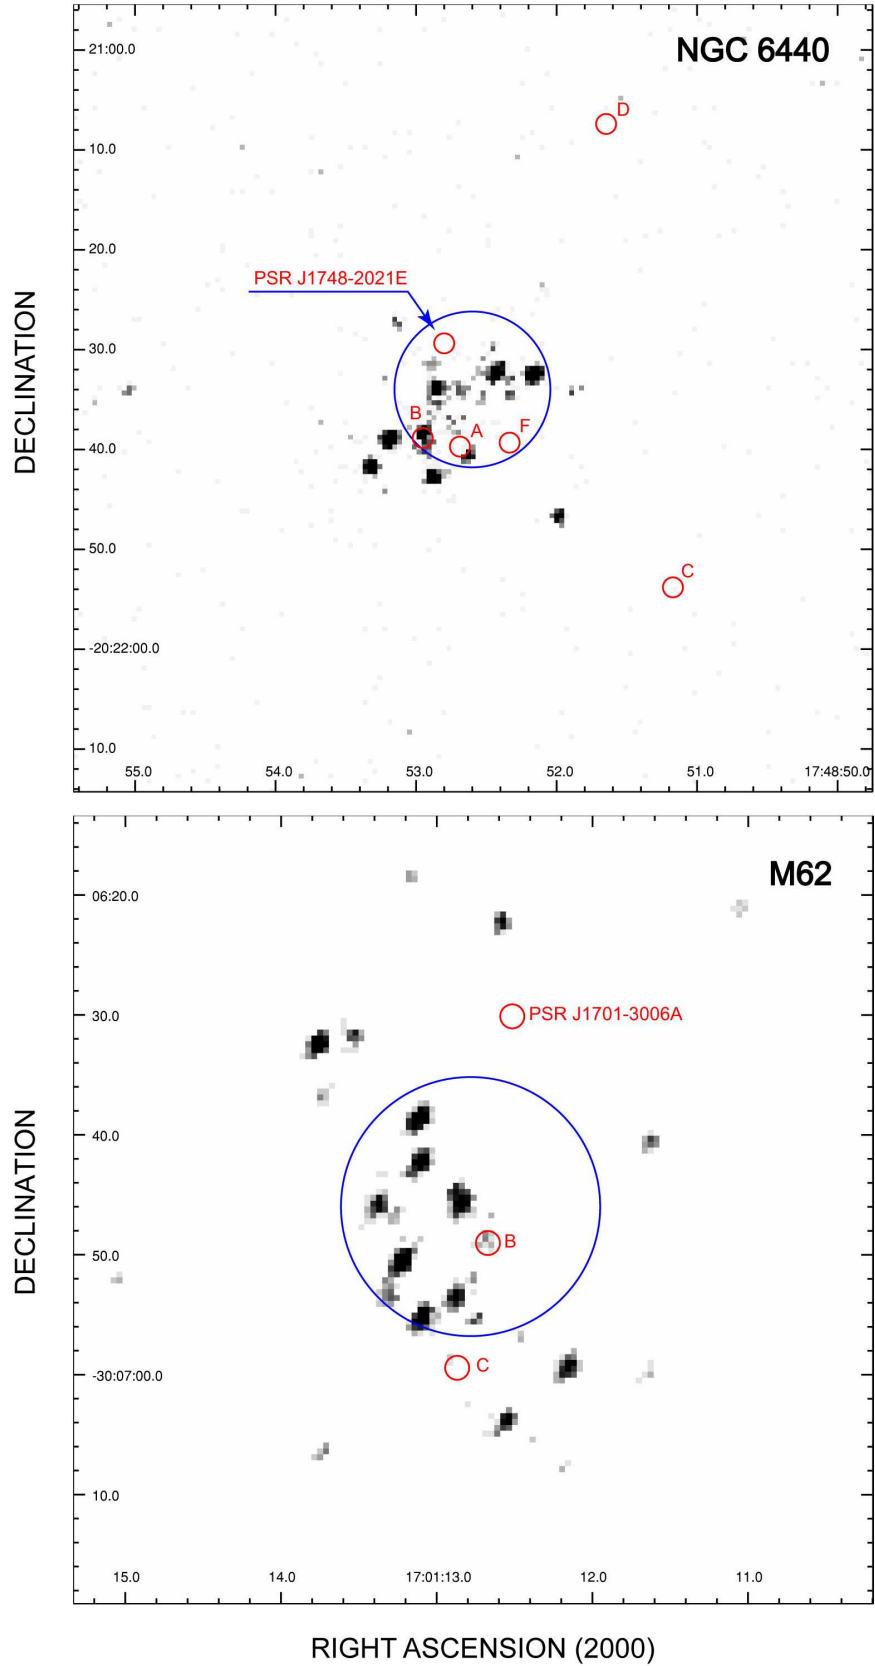 NGC 6440
21:00.0
D
10.0
20.0
PSR J1748-2021E
30.0
B
A
F
40.0
50.0
C
-20:22:00.0
10.0
55.0 54.0 53.0 52.0 51.0 17:48:50.0
DECLINATION
M62
06:20.0
30.0
PSR J1701-3006A
40.0
50.0
B
C
-30:07:00.0
10.0
15.0 14.0 17:01:13.0 12.0 11.0
DECLINATION
RIGHT ASCENSION (2000)